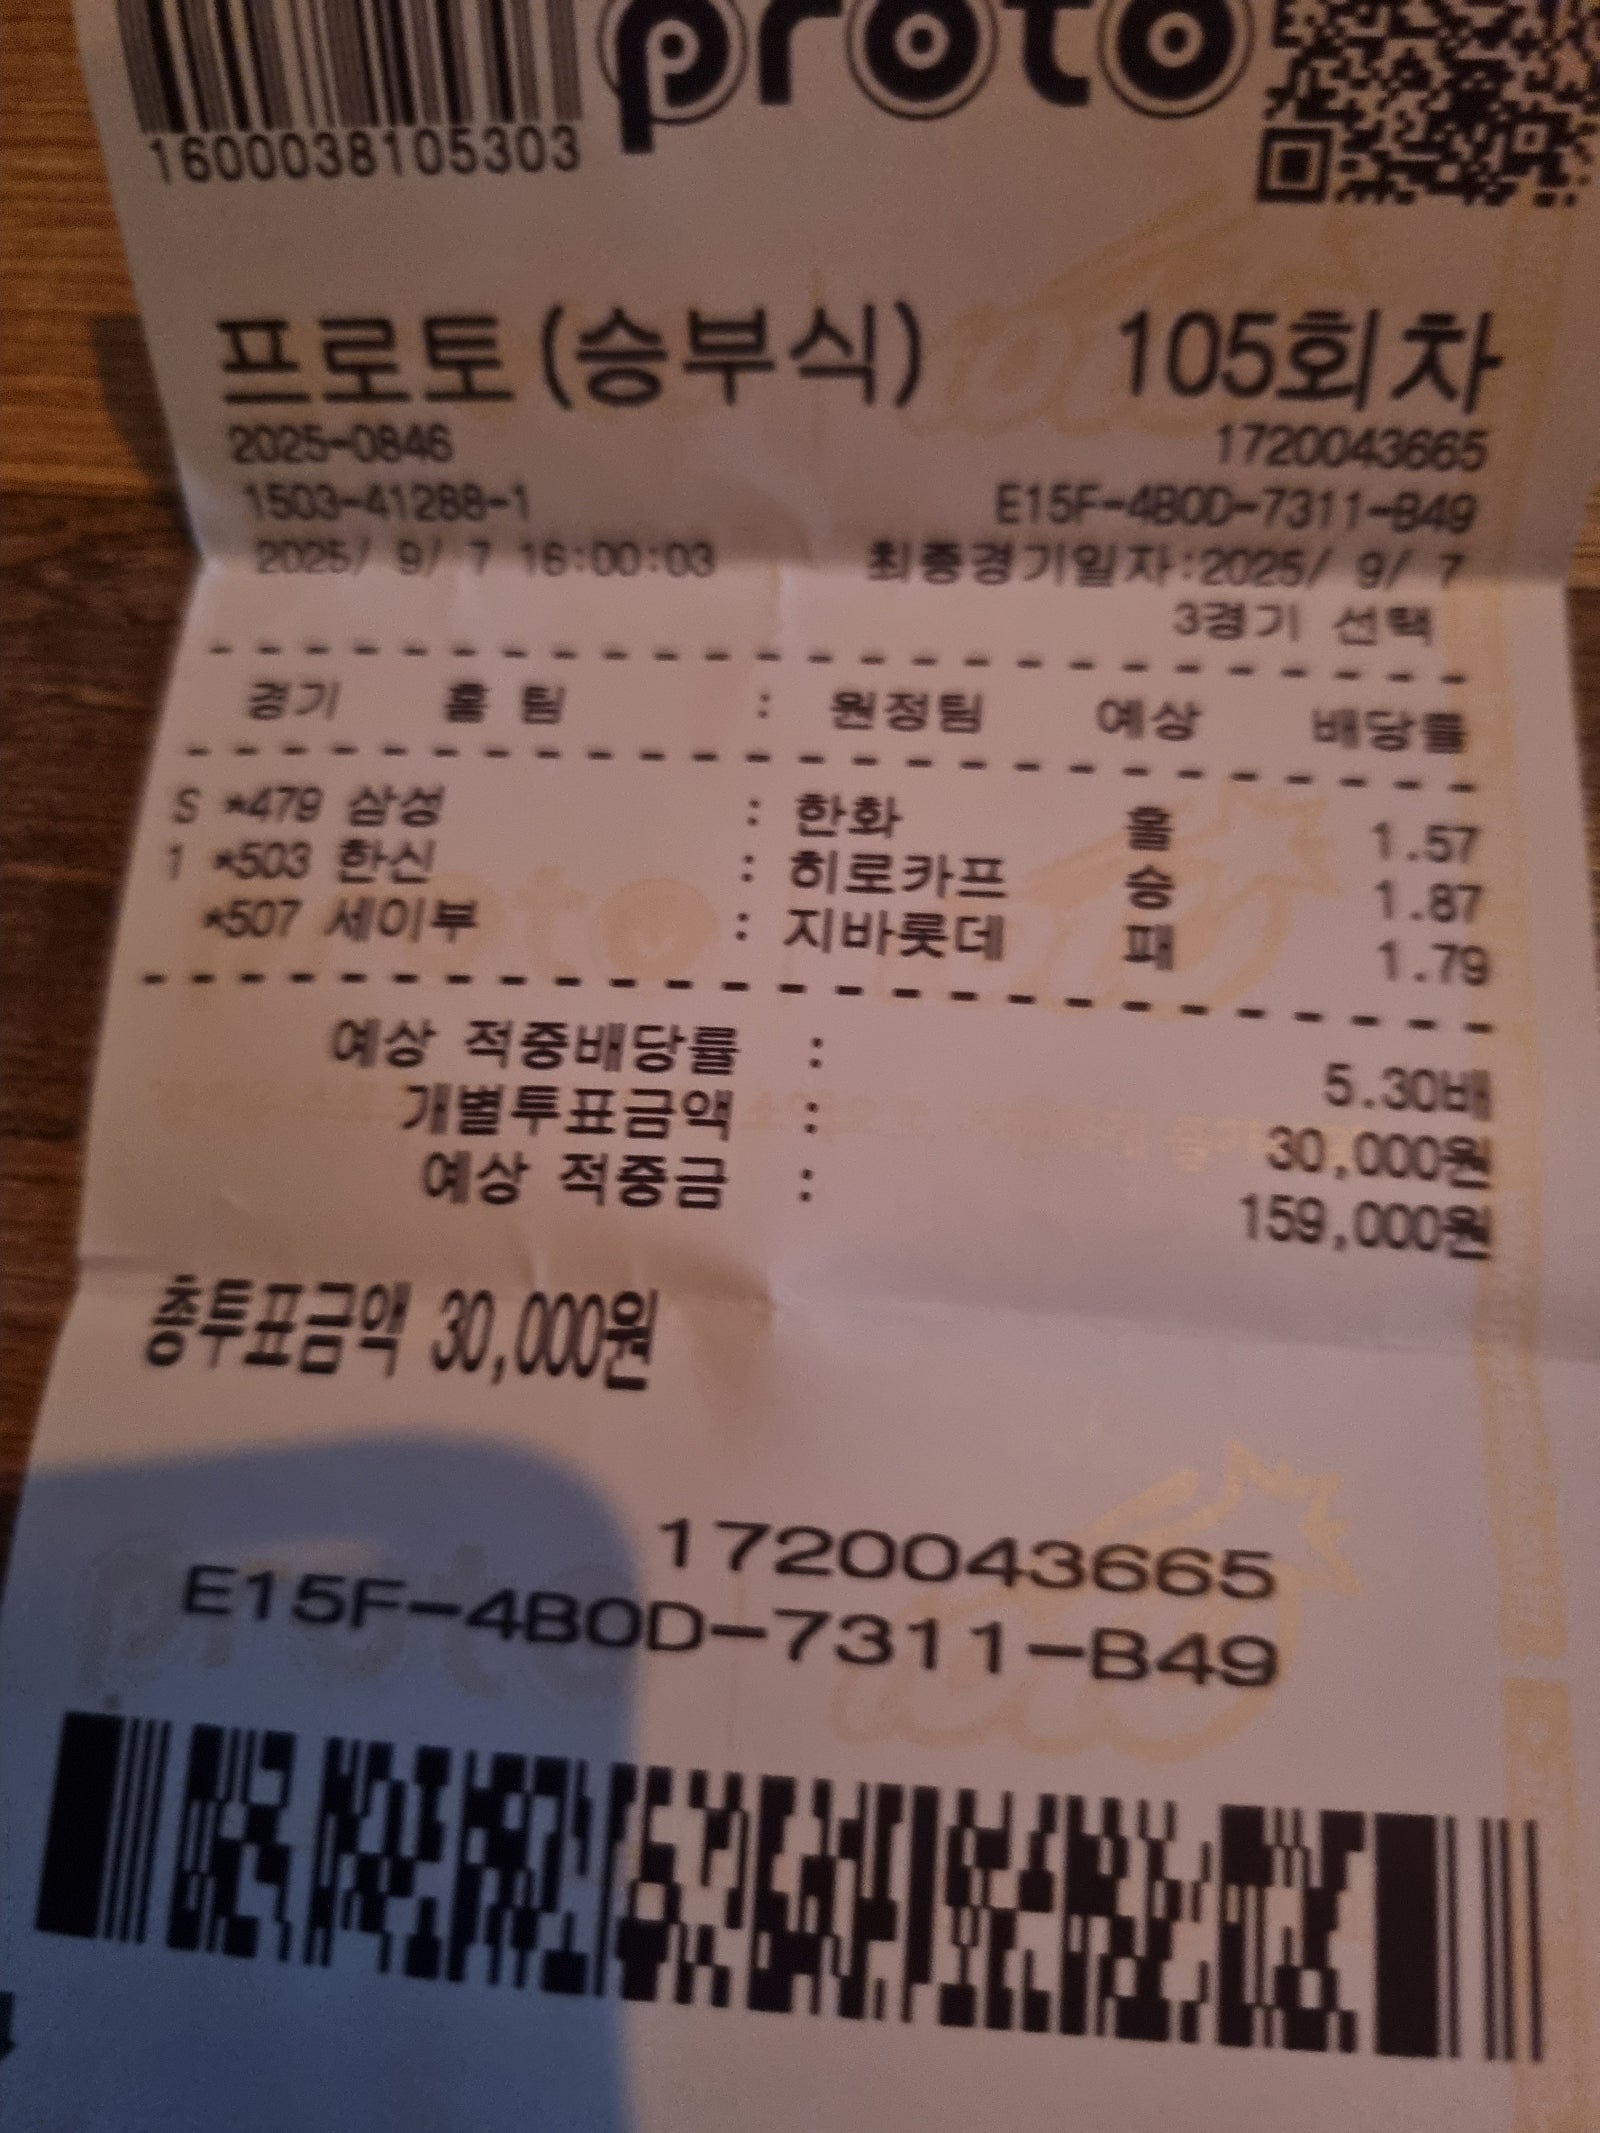 proto
1600038105303
프로토(승부식) 105회차
2025-0846 1720043665
1503-41288-1 E15F-4B0D-7311-B49
2025/ 9/ 7 16:00:03 최종경기일자:2025/ 9/ 7
3경기 선택
경기 홈 팀 : 원정팀 예상 배당률
S *479 삼성 : 한화 홀 1.57
1 *503 한신 : 히로카프 승 1.87
*507 세이부 : 지바롯데 패 1.79
예상 적중배당률 : 5.30배
개별투표금액 : 30,000원
예상 적중금 : 159,000원
총투표금액 30,000원
1720043665
E15F-4B0D-7311-B49